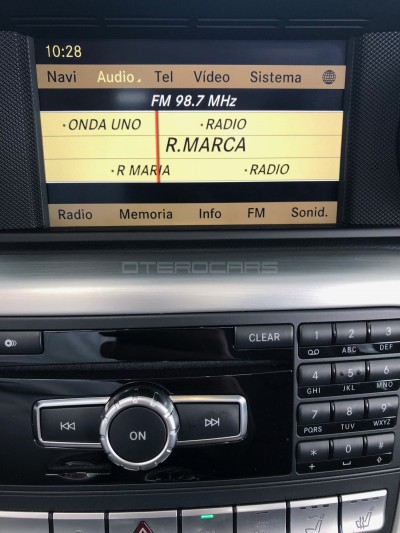 10:28
Navi Audio Tel Vídeo Sistema
FM 98.7 MHz
·ONDA UNO ·RADIO
R.MARCA
·R MARIA ·RADIO
Radio Memoria Info FM Sonid.
OTEROCARS
CLEAR
1 2 3
ABC DEF
4 5 6
GHI JKL MNO
7 8 9
PQRS TUV WXYZ
* 0 #
+
ON